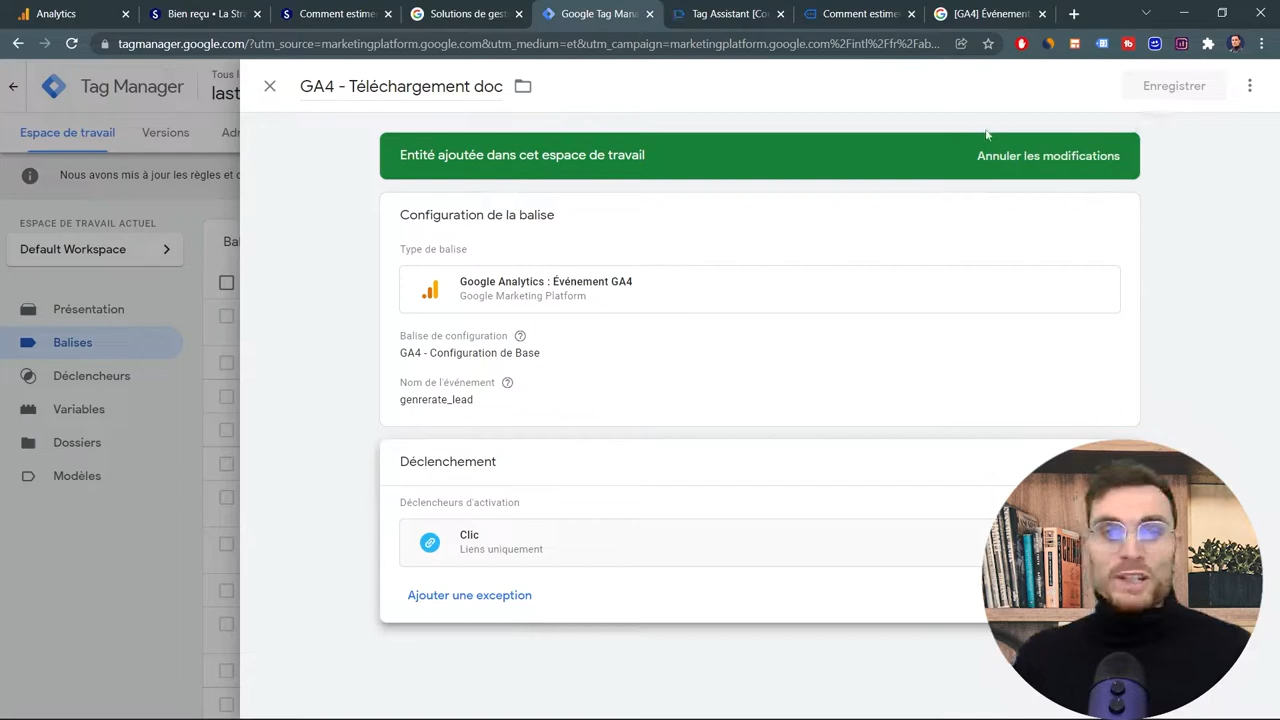 Analytics
Bien reçu • La Stra
Comment estime
Solutions de gest
Google Tag Mana
Tag Assistant [Co
Comment estime
[GA4] Événement
tagmanager.google.com/?utm_source=marketingplatform.google.com&utm_medium=et&utm_campaign=marketingplatform.google.com%2Fintl%2Ffr%2Fab...
Tag Manager
Tous l
last
GA4 - Téléchargement doc
Enregistrer
Espace de travail
Versions
Adr
Entité ajoutée dans cet espace de travail
Annuler les modifications
Nous avons mis à jour les règles et c
Configuration de la balise
ESPACE DE TRAVAIL ACTUEL
Default Workspace
Bal
Type de balise
Google Analytics : Événement GA4
Google Marketing Platform
Présentation
Balises
Déclencheurs
Variables
Dossiers
Modèles
Balise de configuration
GA4 - Configuration de Base
Nom de l'événement
genrerate_lead
Déclenchement
Déclencheurs d'activation
Clic
Liens uniquement
Ajouter une exception